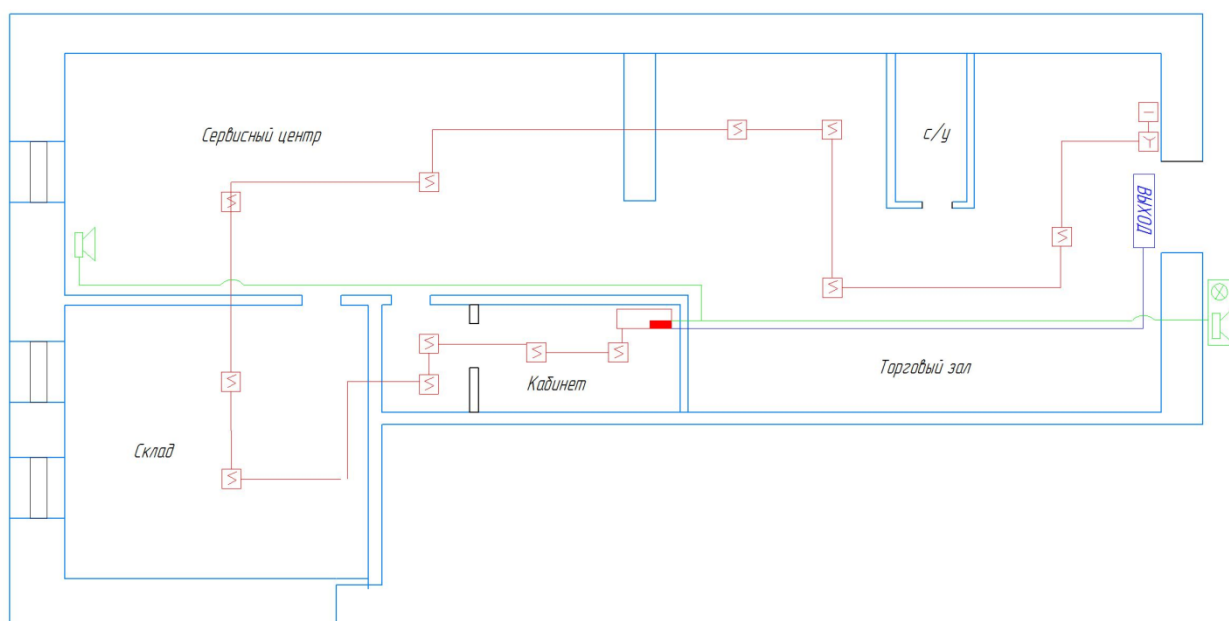 Сервисный центр
с/у
ВЫХОД
Торговый зал
Кабинет
Склад